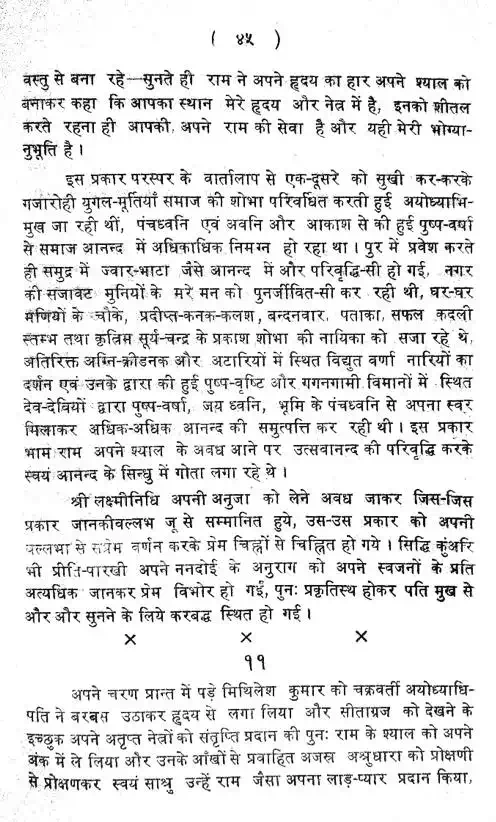 ( ४५ )
वस्तु से बना रहे—सुनते ही राम ने अपने हृदय का हार अपने श्याल को
बनाकर कहा कि आपका स्थान मेरे हृदय और नेत्र में है, इनको शीतल
करते रहना ही आपकी, अपने राम की सेवा है और यही मेरी भोग्या-
नुभूति है ।
इस प्रकार परस्पर के वार्तालाप से एक-दूसरे को सुखी कर-करके
गजारोही युगल-मूर्तियाँ समाज की शोभा परिवधित करती हुई अयोध्याभि-
मुख जा रही थीं, पंचध्वनि एवं अवनि और आकाश से की हुई पुष्प-वर्षा
से समाज आनन्द में अधिकाधिक निमग्न हो रहा था । पुर में प्रवेश करते
ही समुद्र में ज्वार-भाटा जैसे आनन्द में और परिवृद्धि-सी हो गई, नगर
की सजावट मुनियों के मरे मन को पुनर्जीवित-सी कर रही थी, घर-घर
मणियों के चौके, प्रदीप्त-कनक-कलश, बन्दनवार, पताका, सफल कदली
स्तम्भ तथा कृत्रिम सूर्य-चन्द्र के प्रकाश शोभा की नायिका को सजा रहे थे,
अतिरिक्त अग्नि-क्रीडनक और अटारियों में स्थित विद्युत वर्णा नारियों का
दर्शन एवं उनके द्वारा की हुई पुष्प-वृष्टि और गगनगामी विमानों में स्थित
देव-देवियों द्वारा पुष्प-वर्षा, जय ध्वनि, भूमि के पंचध्वनि से अपना स्वर
मिलाकर अधिक-अधिक आनन्द की समुत्पत्ति कर रही थी । इस प्रकार
भाम राम अपने श्याल के अवध आने पर उत्सवानन्द की परिवृद्धि करके
स्वयं आनन्द के सिन्धु में गोता लगा रहे थे ।
श्री लक्ष्मीनिधि अपनी अनुजा को लेने अवध जाकर जिस-जिस
प्रकार जानकीवल्लभ जू से सम्मानित हुये, उस-उस प्रकार को अपनी
वल्लभा से सप्रेम वर्णन करके प्रेम चिह्नों से चिह्नित हो गये । सिद्धि कुंअरि
भी प्रीति-पारखी अपने ननदोई के अनुराग को अपने स्वजनों के प्रति
अत्यधिक जानकर प्रेम विभोर हो गईं, पुनः प्रकृतिस्थ होकर पति मुख से
और और सुनने के लिये करबद्ध स्थित हो गई ।
× × ×
११
अपने चरण प्रान्त में पड़े मिथिलेश कुमार को चक्रवर्ती अयोध्याधि-
पति ने बरबस उठाकर हृदय से लगा लिया और सीताग्रज को देखने के
इच्छुक अपने अतृप्त नेत्रों को संतृप्ति प्रदान की पुनः राम के श्याल को अपने
अंक में ले लिया और उनके आँखों से प्रवाहित अजस्र अश्रुधारा को प्रोक्षणी
से प्रोक्षणकर स्वयं साश्रु उन्हें राम जैसा अपना लाड़-प्यार प्रदान किया,